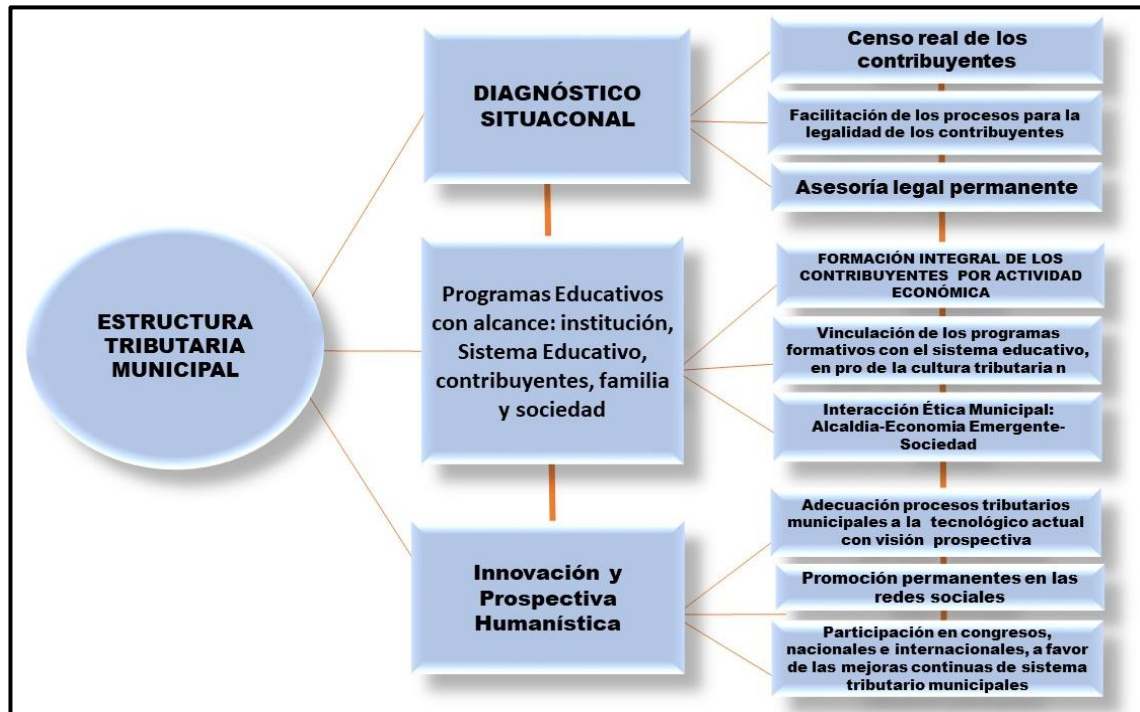 ESTRUCTURA
TRIBUTARIA
MUNICIPAL
DIAGNÓSTICO
SITUACONAL
Censo real de los
contribuyentes
Facilitación de los procesos para la
legalidad de los contribuyentes
Asesoría legal permanente
Programas Educativos
con alcance: institución,
Sistema Educativo,
contribuyentes, familia
y sociedad
FORMACIÓN INTEGRAL DE LOS
CONTRIBUYENTES POR ACTIVIDAD
ECONÓMICA
Vinculación de los programas
formativos con el sistema educativo,
en pro de la cultura tributaria n
Interacción Ética Municipal:
Alcaldia-Economia Emergente-
Sociedad
Innovación y
Prospectiva
Humanística
Adecuación procesos tributarios
municipales a la tecnológico actual
con visión prospectiva
Promoción permanentes en las
redes sociales
Participación en congresos,
nacionales e internacionales, a favor
de las mejoras continuas de sistema
tributario municipales